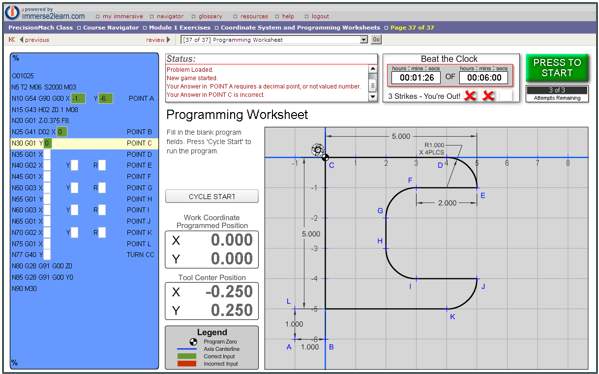 powered by
immerse2learn.com
my immersive navigator glossary resources help logout
PrecisionMach Class Course Navigator Module 1 Exercises Coordinate System and Programming Worksheets Page 37 of 37
previous review [37 of 37] Programming Worksheet Go
%
O01025
N5 T2 M06 S2000 M03
N10 G54 G90 G00 X -1. Y -6. POINT A
N15 G43 H02 Z0.1 M08
N20 G01 Z-0.375 F8.
N25 G41 D02 X 0. POINT B
N30 G01 Y 0. POINT C
N35 G01 X POINT D
N40 G02 X Y R POINT E
N45 G01 X POINT F
N50 G03 X Y R POINT G
N55 G01 Y POINT H
N60 G03 X Y R POINT I
N65 G01 X POINT J
N70 G02 X Y R POINT K
N75 G01 X POINT L
N77 G40 Y TURN CC
N80 G28 G91 G00 Z0
N85 G28 G91 G00 Y0
N90 M30
%
Status:
Problem Loaded.
New game started.
Your Answer in POINT A requires a decimal point, or not valued number.
Your Answer in POINT C is incorrect.
Beat the Clock
hours : mins : secs hours : mins : secs
00:01:26 OF 00:06:00
3 Strikes - You're Out!
PRESS TO
START
3 of 3
Attempts Remaining
Programming Worksheet
Fill in the blank program
fields. Press 'Cycle Start' to
run the program.
CYCLE START
Work Coordinate
Programmed Position
X 0.000
Y 0.000
Tool Center Position
X -0.250
Y 0.250
Legend
Program Zero
Axis Centerline
Correct Input
Incorrect Input
5.000
R1.000
X 4PLCS
-1 C 1 2 3 D 4 5 6
F E
-1
2.000
G
-2
5.000
H
-3
I J
-4
L K
-5
1.000
A 1.000 B
-6